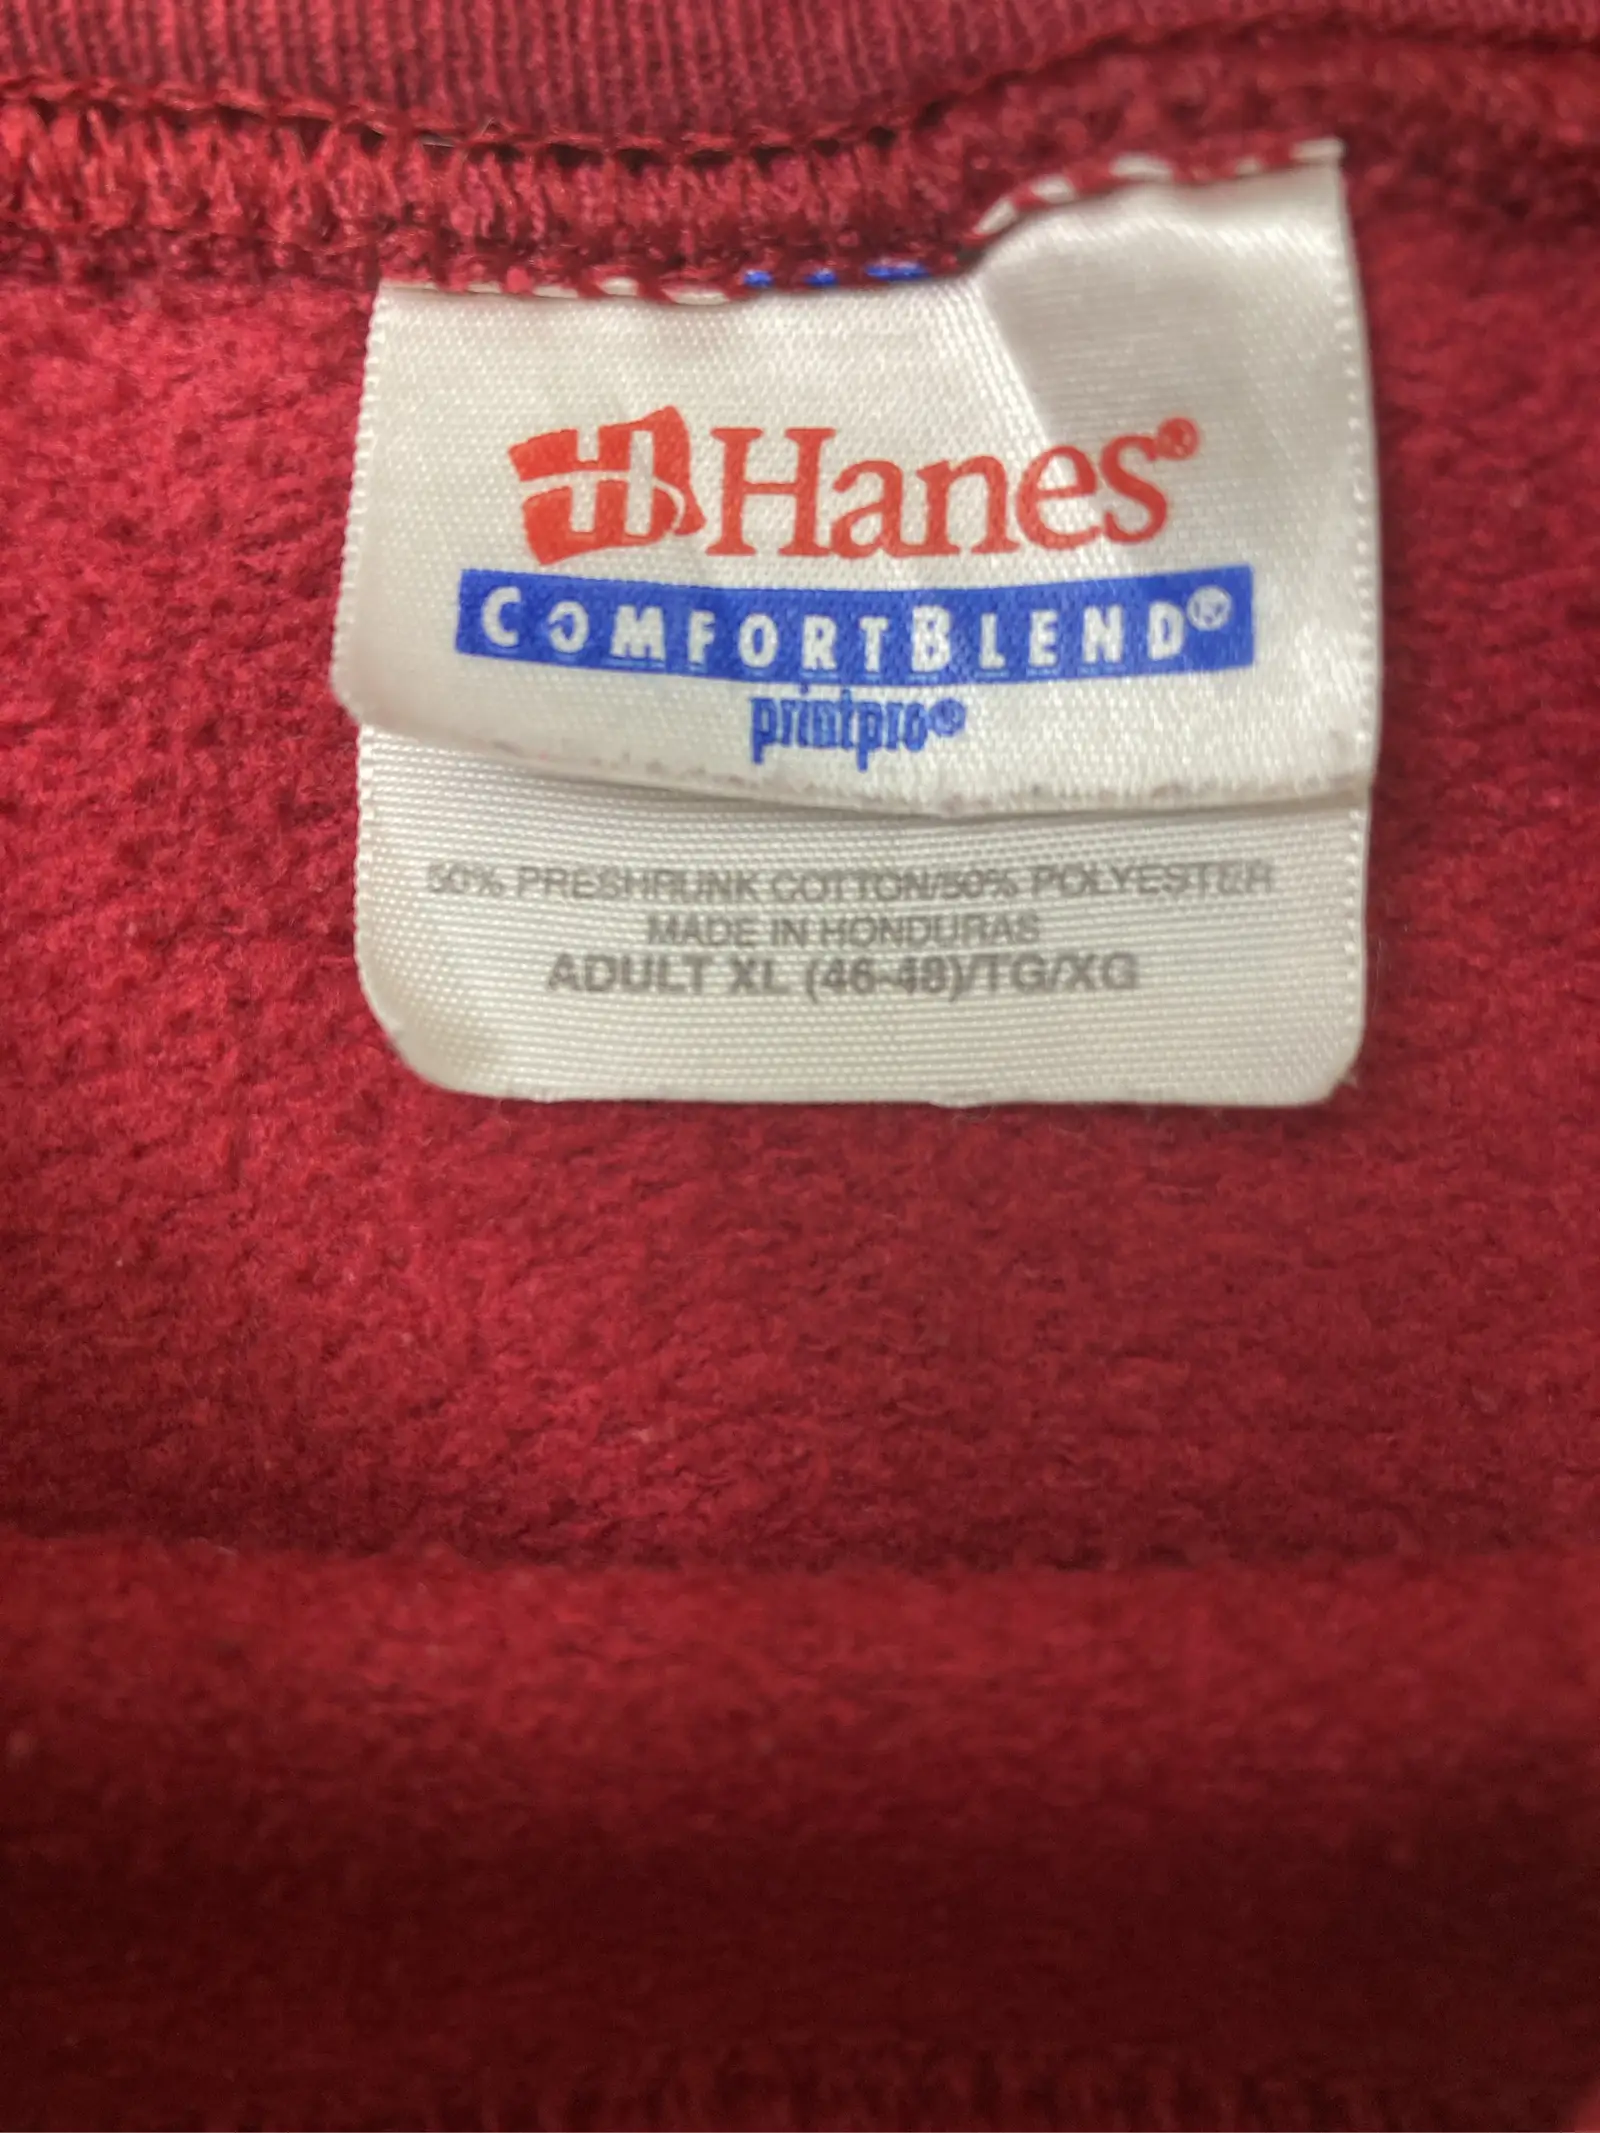 H Hanes®
COMFORTBLEND®
printpro®
50% PRESHRUNK COTTON/50% POLYESTER
MADE IN HONDURAS
ADULT XL (46-48)/TG/XG